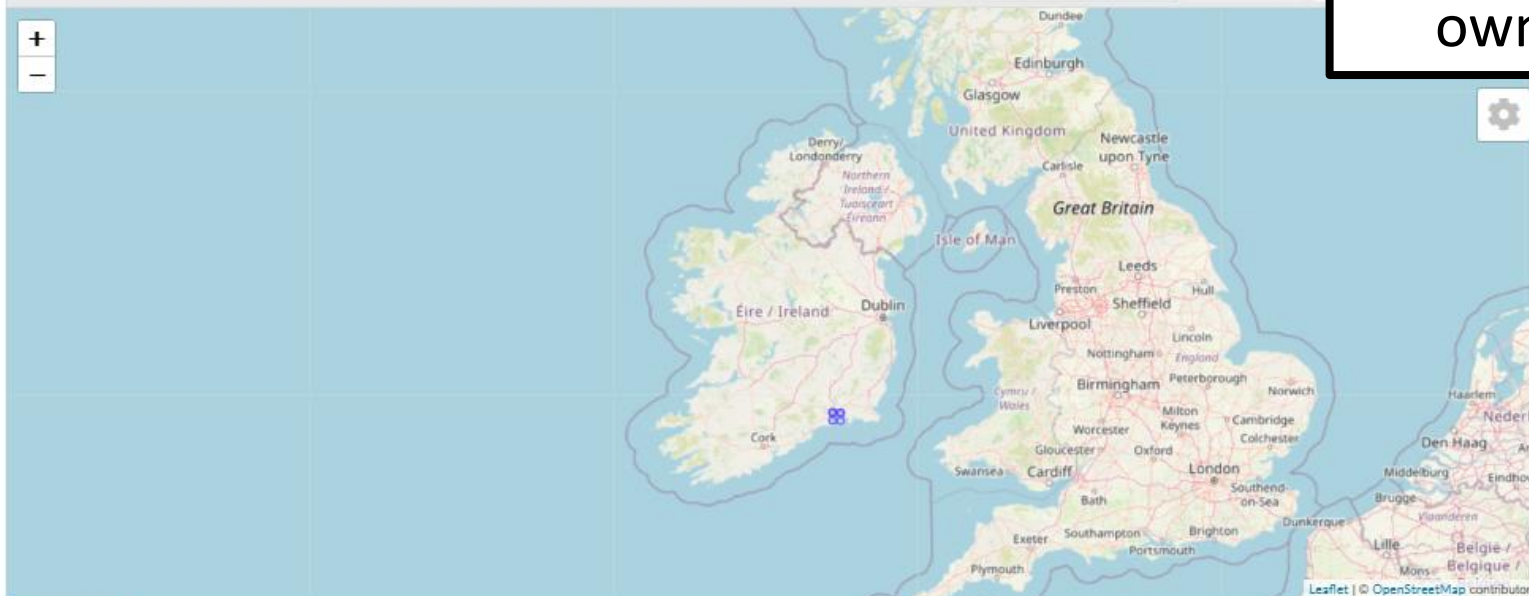 own
+
−
Dundee
Edinburgh
Glasgow
United Kingdom
Newcastle
upon Tyne
Derry/
Londonderry
Carlisle
Northern
Ireland /
Tuaisceart
Éireann
Great Britain
Isle of Man
Leeds
Preston
Hull
Sheffield
Éire / Ireland
Dublin
Liverpool
Lincoln
Nottingham
England
Birmingham
Peterborough
Norwich
Cymru /
Wales
Haarlem
Milton
Keynes
Cambridge
Worcester
Colchester
Cork
Den Haag
Gloucester
Oxford
Swansea
Cardiff
London
Middelburg
Southend-
on-Sea
Bath
Brugge
Vlaanderen
Dunkerque
Exeter
Southampton
Brighton
Portsmouth
Lille
België /
Belgique /
Plymouth
Mons
Leaflet | © OpenStreetMap contributor